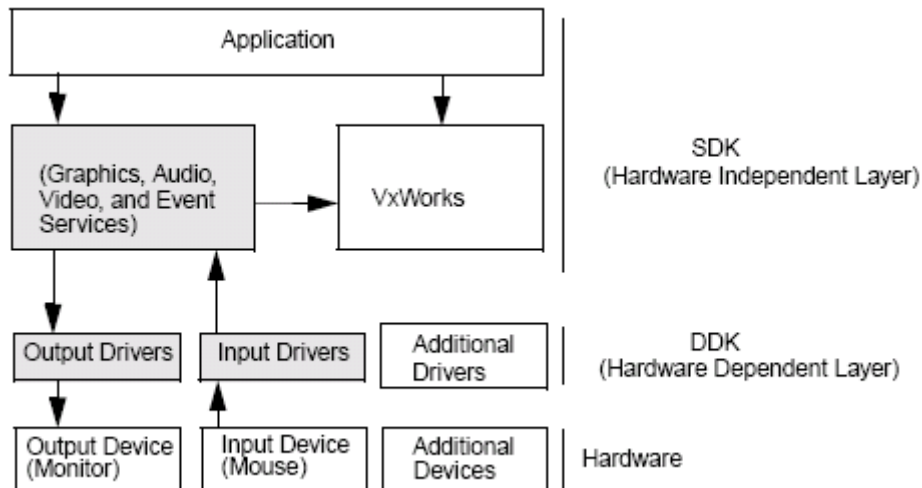 Application
(Graphics, Audio,
Video, and Event
Services)
VxWorks
SDK
(Hardware Independent Layer)
Output Drivers
Input Drivers
Additional
Drivers
DDK
(Hardware Dependent Layer)
Output Device
(Monitor)
Input Device
(Mouse)
Additional
Devices
Hardware